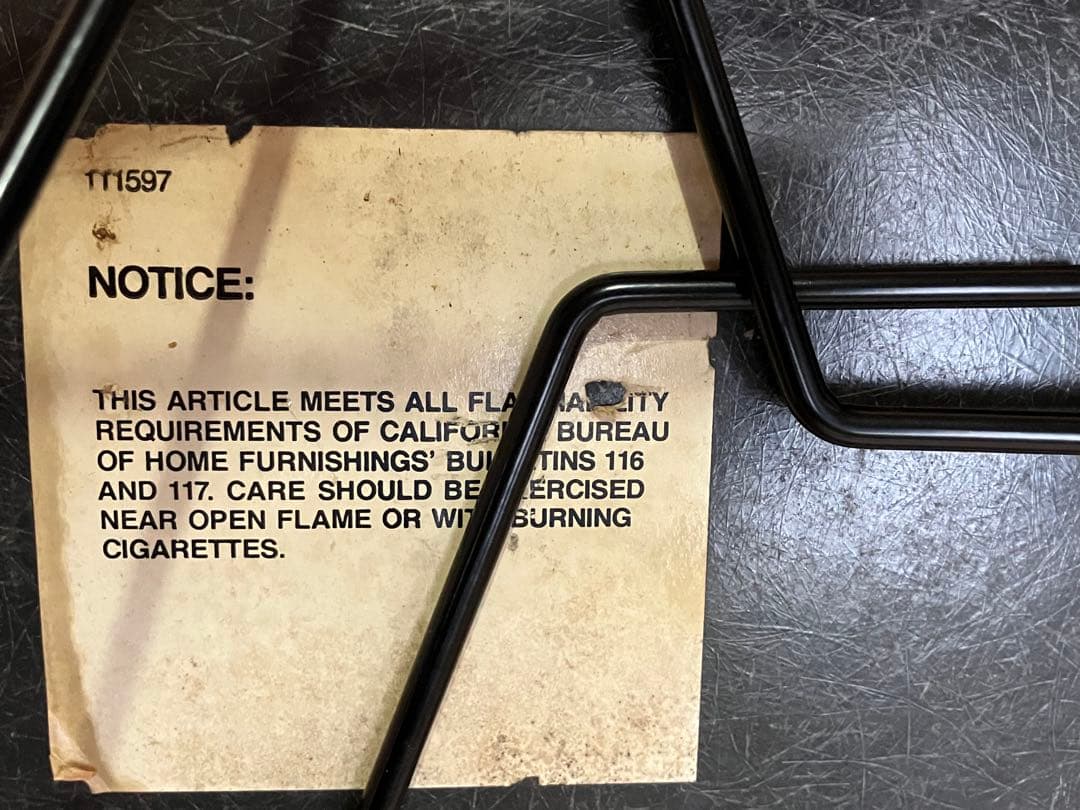 111597
NOTICE:
THIS ARTICLE MEETS ALL
REQUIREMENTS OF BUREAU
OF HOME FURNISHINGS' 116
AND 117. CARE SHOULD BE
NEAR OPEN FLAME OR BURNING
CIGARETTES.